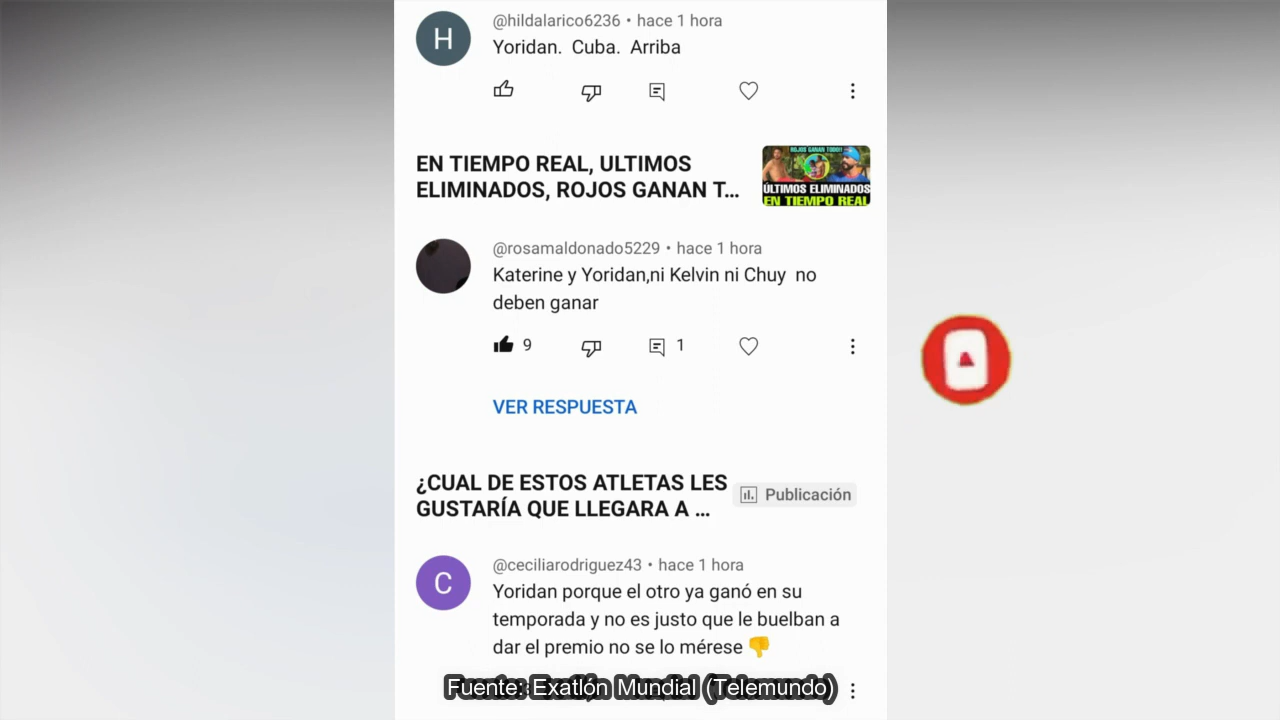 H
@hildalarico6236 • hace 1 hora
Yoridan. Cuba. Arriba
EN TIEMPO REAL, ULTIMOS
ELIMINADOS, ROJOS GANAN T...
ROJOS GANAN TODO!!
ÚLTIMOS ELIMINADOS
EN TIEMPO REAL
@rosamaldonado5229 • hace 1 hora
Katerine y Yoridan,ni Kelvin ni Chuy no
deben ganar
9
1
VER RESPUESTA
¿CUAL DE ESTOS ATLETAS LES
GUSTARÍA QUE LLEGARA A ...
Publicación
C
@ceciliarodriguez43 • hace 1 hora
Yoridan porque el otro ya ganó en su
temporada y no es justo que le buelban a
dar el premio no se lo mérese 👎
Fuente: Exatlón Mundial (Telemundo)